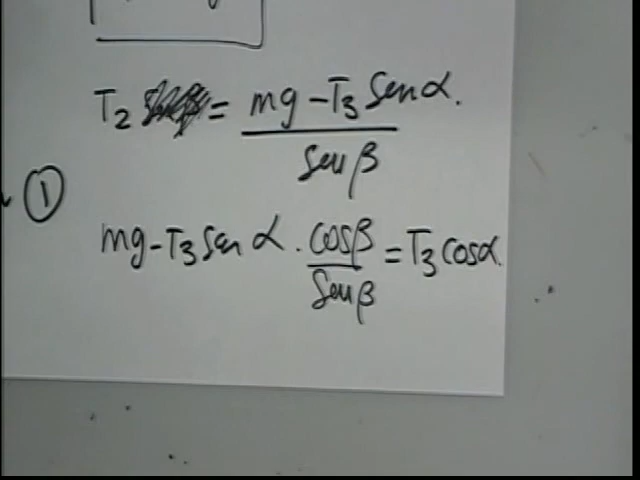 T₂ = mg - T₃ sen α.
sen β
①
mg - T₃ sen α . cos β / sen β = T₃ cos α